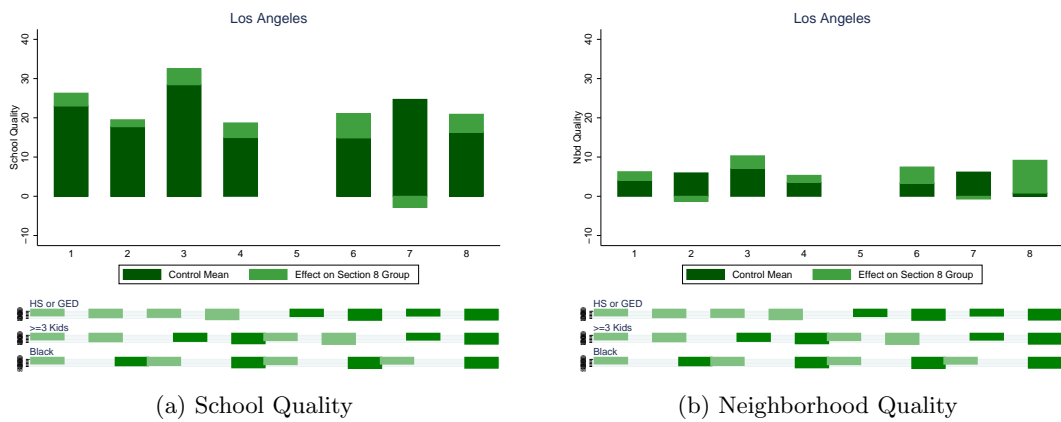 Los Angeles
School Quality
40
30
20
10
0
−10
1 2 3 4 5 6 7 8
Control Mean Effect on Section 8 Group
HS or GED
>=3 Kids
Black
(a) School Quality
Los Angeles
Nbd Quality
40
30
20
10
0
−10
1 2 3 4 5 6 7 8
Control Mean Effect on Section 8 Group
HS or GED
>=3 Kids
Black
(b) Neighborhood Quality